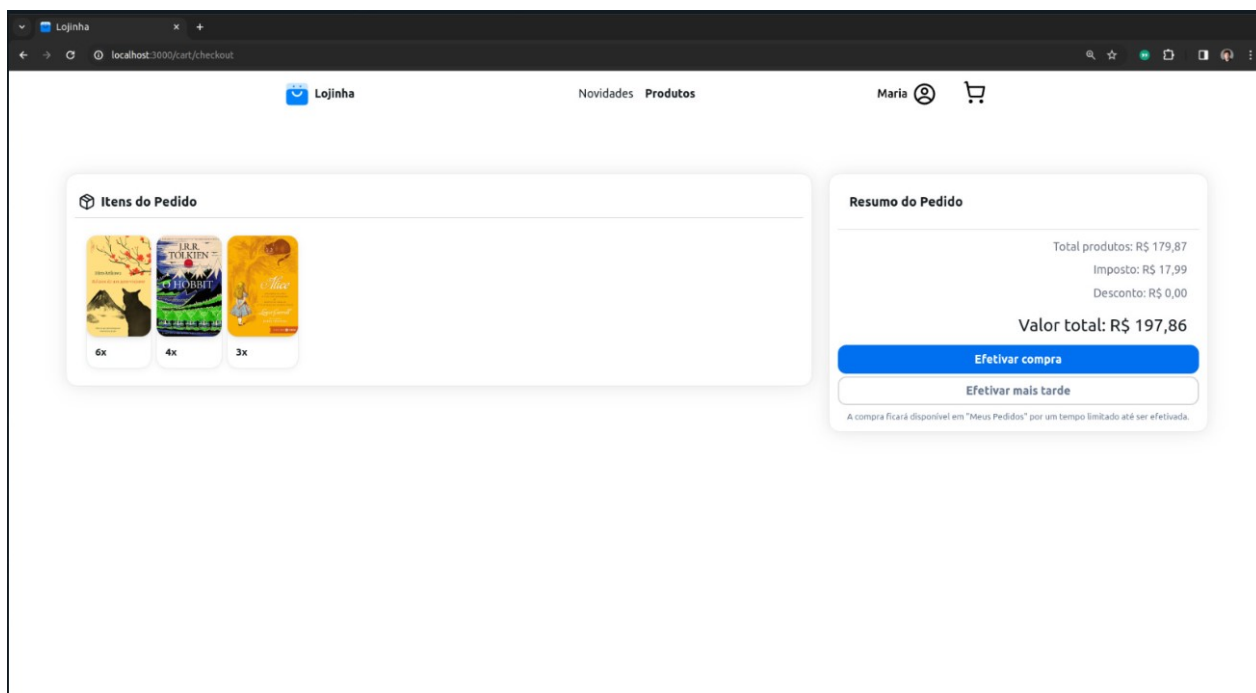 Lojinha
localhost:3000/cart/checkout
Lojinha
Novidades Produtos
Maria
Itens do Pedido
J.R.R.
TOLKIEN
O HOBBIT
Alice
6x
4x
3x
Resumo do Pedido
Total produtos: R$ 179,87
Imposto: R$ 17,99
Desconto: R$ 0,00
Valor total: R$ 197,86
Efetivar compra
Efetivar mais tarde
A compra ficará disponível em "Meus Pedidos" por um tempo limitado até ser efetivada.